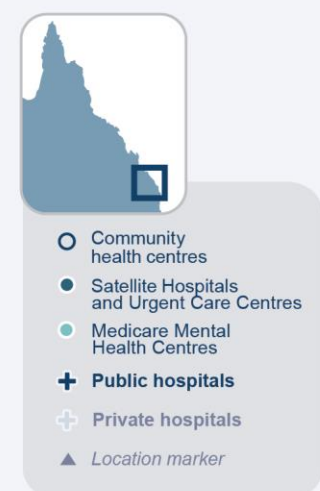 Community
health centres
Satellite Hospitals
and Urgent Care Centres
Medicare Mental
Health Centres
Public hospitals
Private hospitals
Location marker